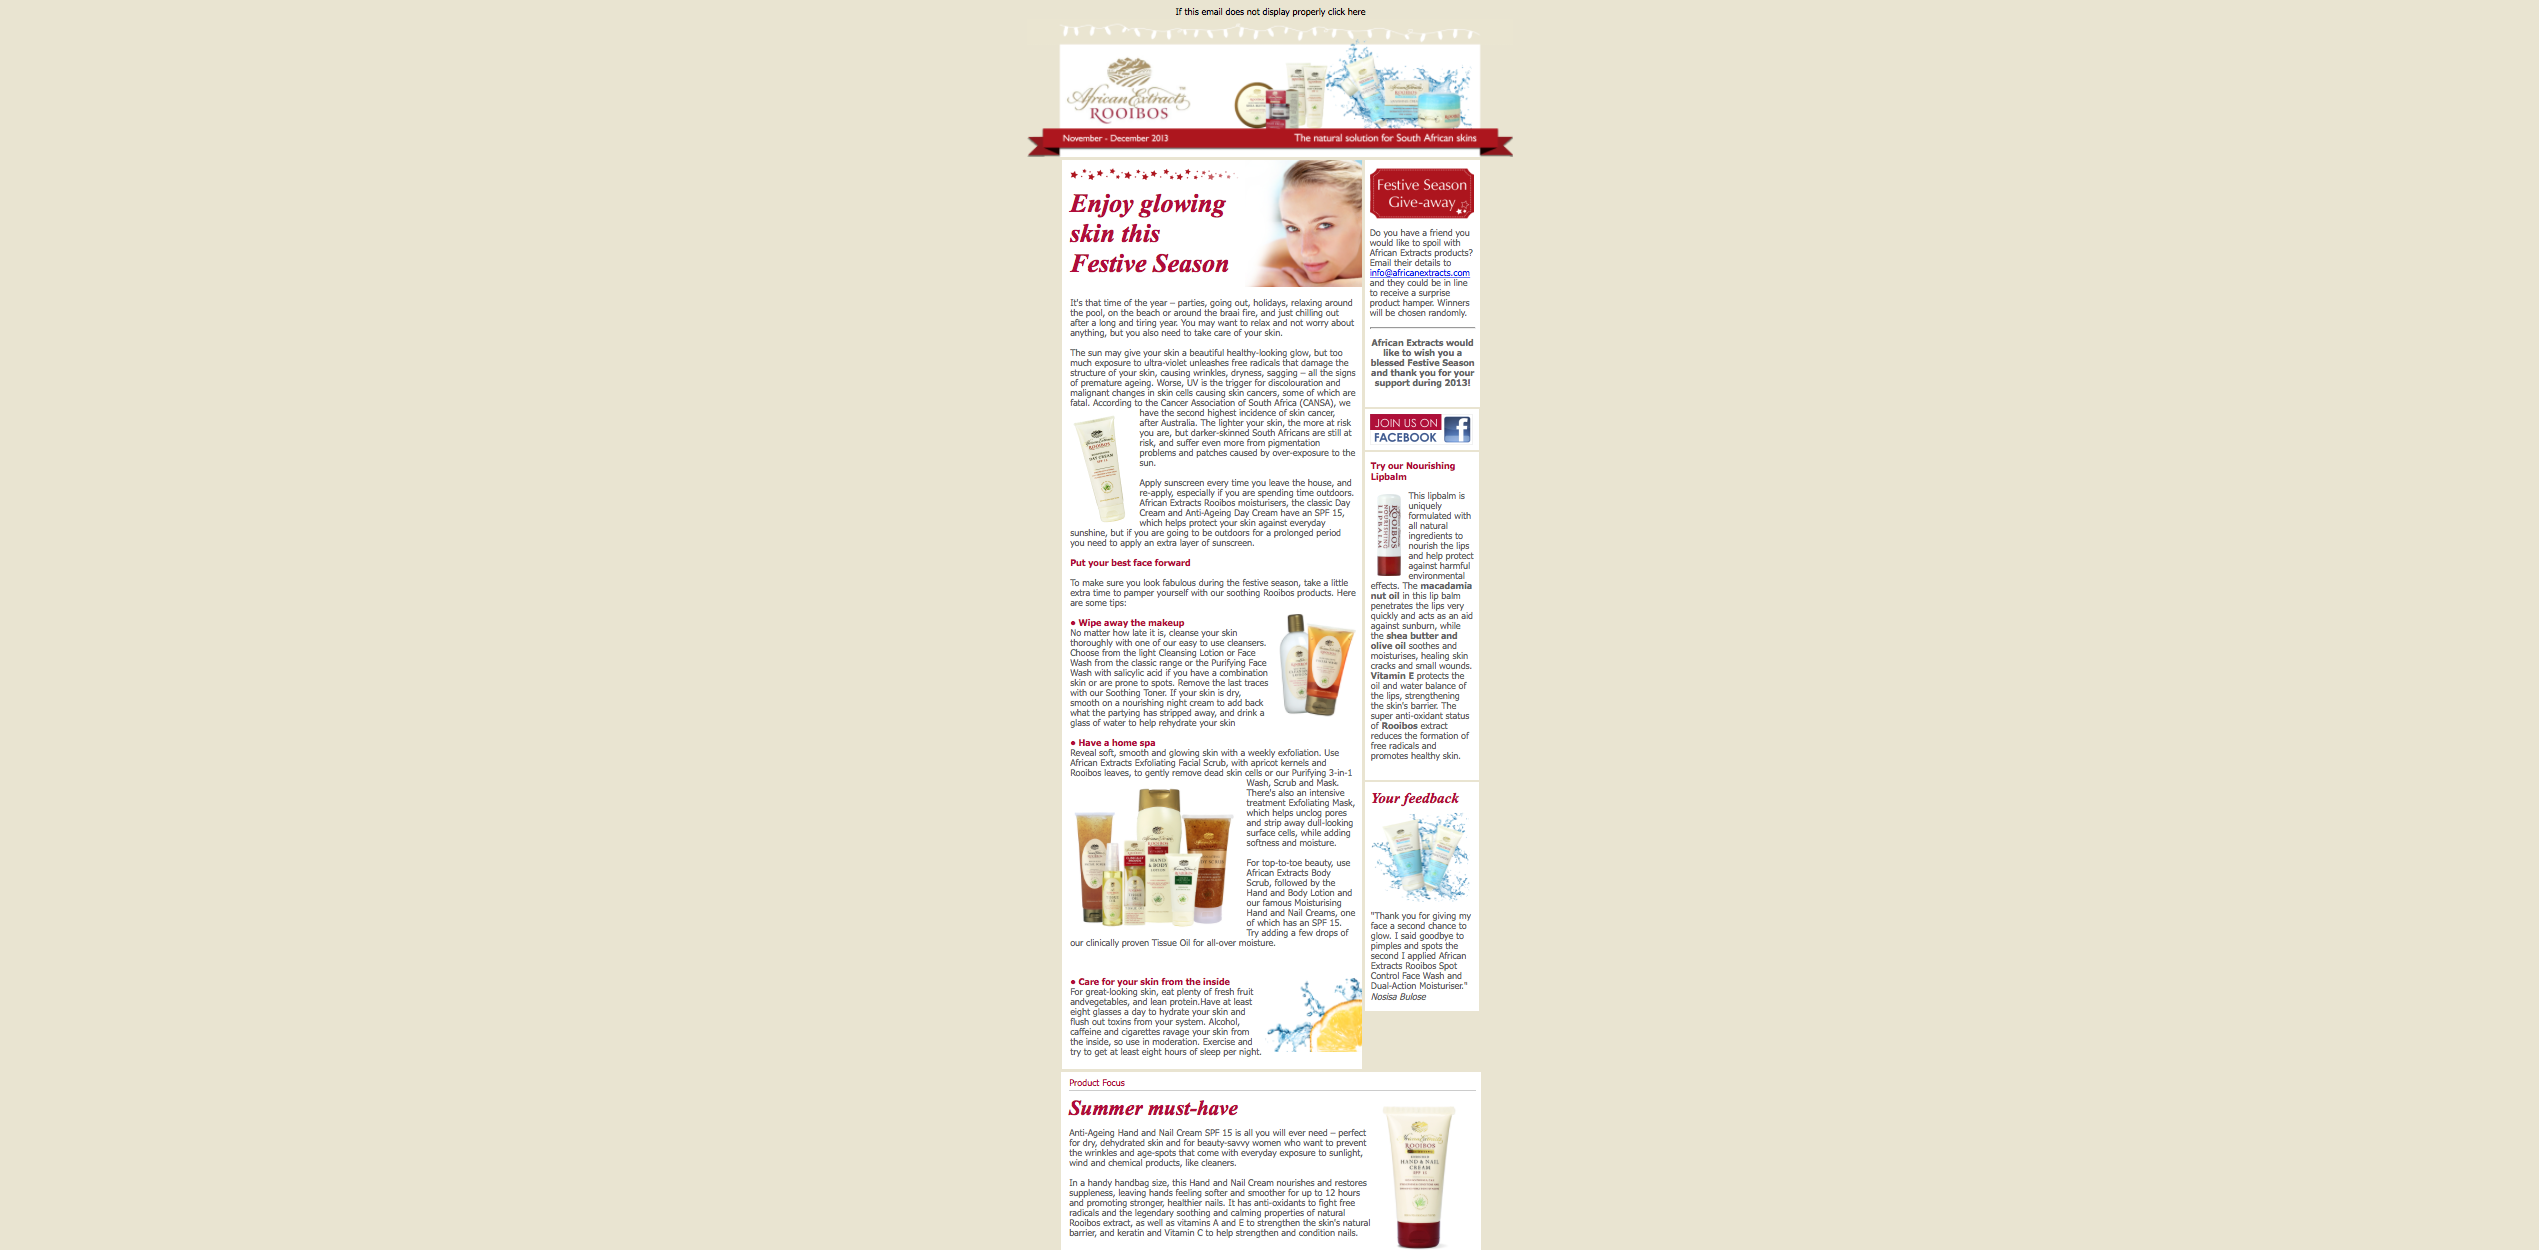 If this email does not display properly click here
African Extracts
ROOIBOS
November - December 2013
The natural solution for South African skins
Enjoy glowing
skin this
Festive Season
It's that time of the year – parties, going out, holidays, relaxing around
the pool, on the beach or around the braai fire, and just chilling out
after a long and tiring year. You may want to relax and not worry about
anything, but you also need to take care of your skin.
The sun may give your skin a beautiful healthy-looking glow, but too
much exposure to ultra-violet unleashes free radicals that damage the
structure of your skin, causing wrinkles, dryness, sagging – all the signs
of premature ageing. Worse, UV is the trigger for discolouration and
malignant changes in skin cells causing skin cancers, some of which are
fatal. According to the Cancer Association of South Africa (CANSA), we
have the second highest incidence of skin cancer,
after Australia. The lighter your skin, the more at risk
you are, but darker-skinned South Africans are still at
risk, and suffer even more from pigmentation
problems and patches caused by over-exposure to the
sun.
Apply sunscreen every time you leave the house, and
re-apply, especially if you are spending time outdoors.
African Extracts Rooibos moisturisers, the classic Day
Cream and Anti-Ageing Day Cream have an SPF 15,
which helps protect your skin against everyday
sunshine, but if you are going to be outdoors for a prolonged period
you need to apply an extra layer of sunscreen.
Put your best face forward
To make sure you look fabulous during the festive season, take a little
extra time to pamper yourself with our soothing Rooibos products. Here
are some tips:
• Wipe away the makeup
No matter how late it is, cleanse your skin
thoroughly with one of our easy to use cleansers.
Choose from the light Cleansing Lotion or Face
Wash from the classic range or the Purifying Face
Wash with salicylic acid if you have a combination
skin or are prone to spots. Remove the last traces
with our Soothing Toner. If your skin is dry,
smooth on a nourishing night cream to add back
what the partying has stripped away, and drink a
glass of water to help rehydrate your skin
• Have a home spa
Reveal soft, smooth and glowing skin with a weekly exfoliation. Use
African Extracts Exfoliating Facial Scrub, with apricot kernels and
Rooibos leaves, to gently remove dead skin cells or our Purifying 3-in-1
Wash, Scrub and Mask.
There's also an intensive
treatment Exfoliating Mask,
which helps unclog pores
and strip away dull-looking
surface cells, while adding
softness and moisture.
For top-to-toe beauty, use
African Extracts Body
Scrub, followed by the
Hand and Body Lotion and
our famous Moisturising
Hand and Nail Creams, one
of which has an SPF 15.
Try adding a few drops of
our clinically proven Tissue Oil for all-over moisture.
• Care for your skin from the inside
For great-looking skin, eat plenty of fresh fruit
andvegetables, and lean protein.Have at least
eight glasses a day to hydrate your skin and
flush out toxins from your system. Alcohol,
caffeine and cigarettes ravage your skin from
the inside, so use in moderation. Exercise and
try to get at least eight hours of sleep per night.
Festive Season
Give-away
Do you have a friend you
would like to spoil with
African Extracts products?
Email their details to
info@africanextracts.com
and they could be in line
to receive a surprise
product hamper. Winners
will be chosen randomly.
African Extracts would
like to wish you a
blessed Festive Season
and thank you for your
support during 2013!
JOIN US ON
FACEBOOK
Try our Nourishing
Lipbalm
ROOIBOS
NOURISHING
LIPBALM
This lipbalm is
uniquely
formulated with
all natural
ingredients to
nourish the lips
and help protect
against harmful
environmental
effects. The macadamia
nut oil in this lip balm
penetrates the lips very
quickly and acts as an aid
against sunburn, while
the shea butter and
olive oil soothes and
moisturises, healing skin
cracks and small wounds.
Vitamin E protects the
oil and water balance of
the lips, strengthening
the skin's barrier. The
super anti-oxidant status
of Rooibos extract
reduces the formation of
free radicals and
promotes healthy skin.
Your feedback
"Thank you for giving my
face a second chance to
glow. I said goodbye to
pimples and spots the
second I applied African
Extracts Rooibos Spot
Control Face Wash and
Dual-Action Moisturiser."
Nosisa Bulose
Product Focus
Summer must-have
Anti-Ageing Hand and Nail Cream SPF 15 is all you will ever need – perfect
for dry, dehydrated skin and for beauty-savvy women who want to prevent
the wrinkles and age-spots that come with everyday exposure to sunlight,
wind and chemical products, like cleaners.
In a handy handbag size, this Hand and Nail Cream nourishes and restores
suppleness, leaving hands feeling softer and smoother for up to 12 hours
and promoting stronger, healthier nails. It has anti-oxidants to fight free
radicals and the legendary soothing and calming properties of natural
Rooibos extract, as well as vitamins A and E to strengthen the skin's natural
barrier, and keratin and Vitamin C to help strengthen and condition nails.
ROOIBOS
HAND & NAIL
CREAM
SPF 15